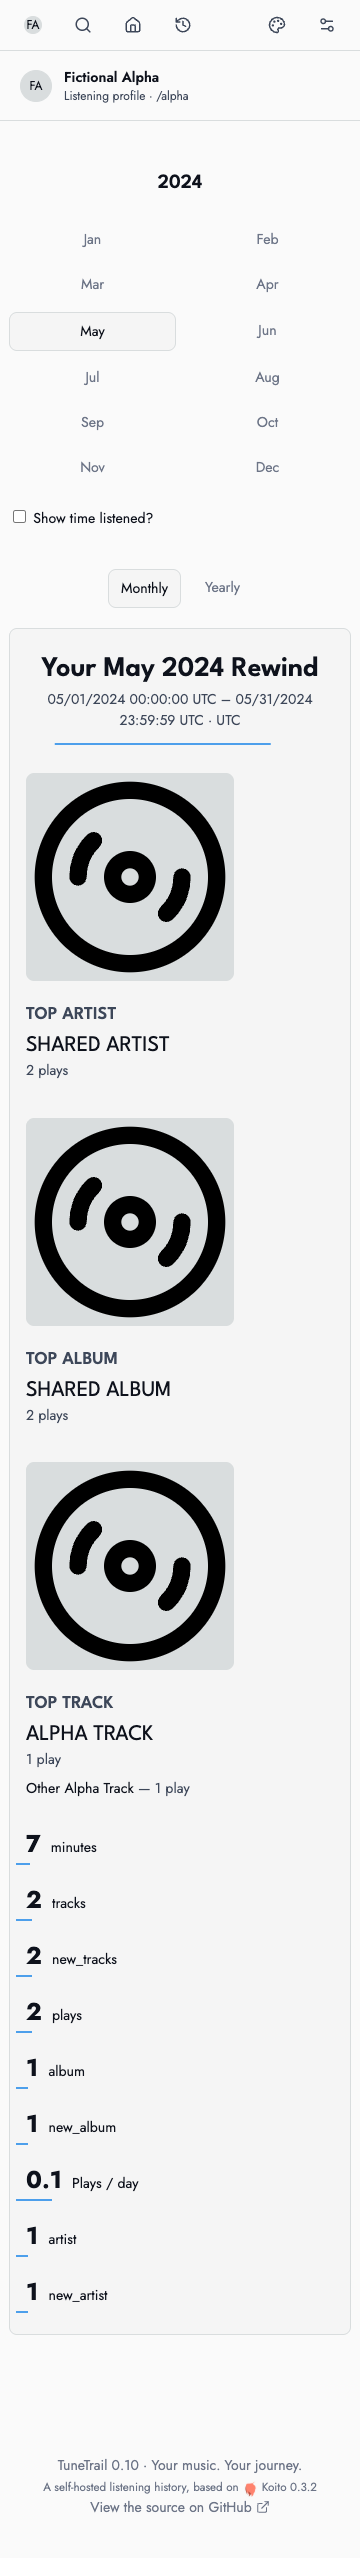 FA
FA
Fictional Alpha
Listening profile · /alpha
2024
Jan Feb
Mar Apr
May Jun
Jul Aug
Sep Oct
Nov Dec
Show time listened?
Monthly Yearly
Your May 2024 Rewind
05/01/2024 00:00:00 UTC – 05/31/2024
23:59:59 UTC · UTC
TOP ARTIST
SHARED ARTIST
2 plays
TOP ALBUM
SHARED ALBUM
2 plays
TOP TRACK
ALPHA TRACK
1 play
Other Alpha Track — 1 play
7 minutes
2 tracks
2 new_tracks
2 plays
1 album
1 new_album
0.1 Plays / day
1 artist
1 new_artist
TuneTrail 0.10 · Your music. Your journey.
A self-hosted listening history, based on Koito 0.3.2
View the source on GitHub